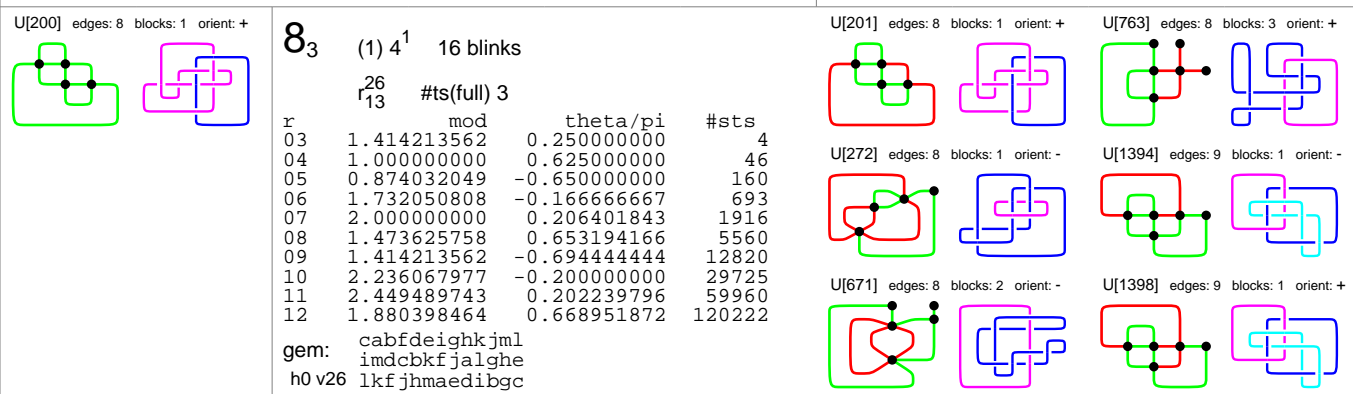 U[200] edges: 8 blocks: 1 orient: +
8₃ (1) 4¹ 16 blinks
r₁₃²⁶ #ts(full) 3
r mod theta/pi #sts
03 1.414213562 0.250000000 4
04 1.000000000 0.625000000 46
05 0.874032049 -0.650000000 160
06 1.732050808 -0.166666667 693
07 2.000000000 0.206401843 1916
08 1.473625758 0.653194166 5560
09 1.414213562 -0.694444444 12820
10 2.236067977 -0.200000000 29725
11 2.449489743 0.202239796 59960
12 1.880398464 0.668951872 120222
gem: cabfdeighkjml
imdcbkfjalghe
h0 v26 lkfjhmaedibgc
U[201] edges: 8 blocks: 1 orient: +
U[763] edges: 8 blocks: 3 orient: +
U[272] edges: 8 blocks: 1 orient: -
U[1394] edges: 9 blocks: 1 orient: -
U[671] edges: 8 blocks: 2 orient: -
U[1398] edges: 9 blocks: 1 orient: +